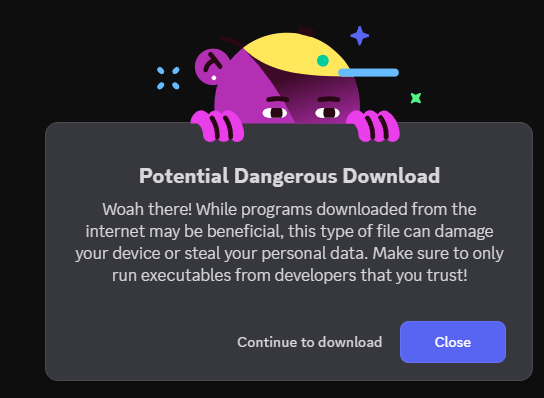 Potential Dangerous Download
Woah there! While programs downloaded from the
internet may be beneficial, this type of file can damage
your device or steal your personal data. Make sure to only
run executables from developers that you trust!
Continue to download
Close